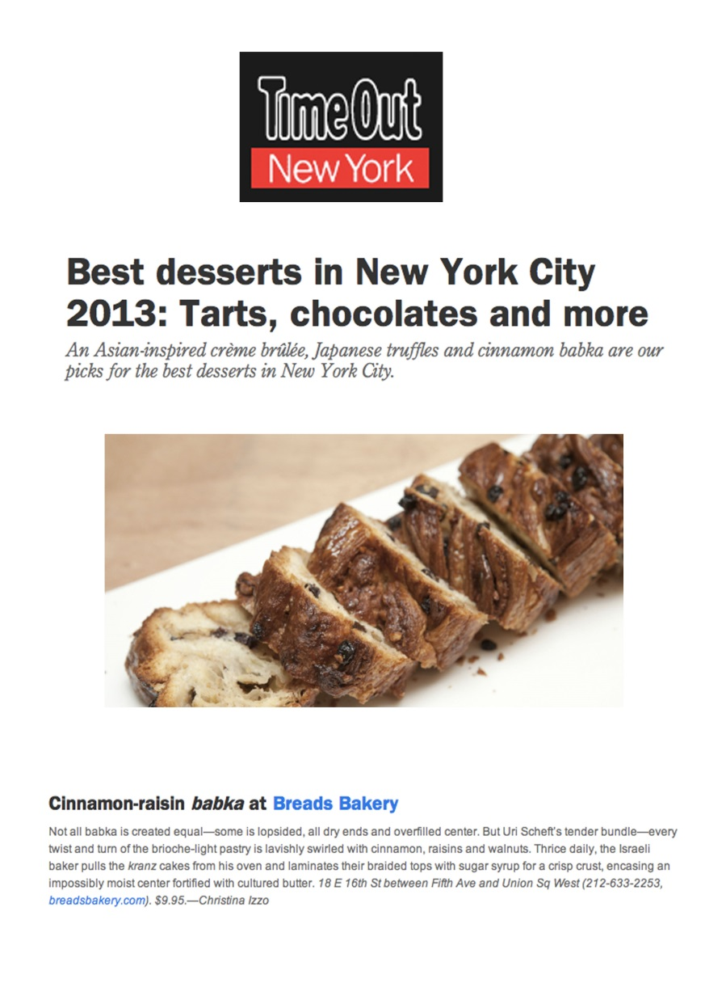 Time Out
New York
Best desserts in New York City
2013: Tarts, chocolates and more
An Asian-inspired crème brûlée, Japanese truffles and cinnamon babka are our
picks for the best desserts in New York City.
Cinnamon-raisin babka at Breads Bakery
Not all babka is created equal—some is lopsided, all dry ends and overfilled center. But Uri Scheft's tender bundle—every
twist and turn of the brioche-light pastry is lavishly swirled with cinnamon, raisins and walnuts. Thrice daily, the Israeli
baker pulls the kranz cakes from his oven and laminates their braided tops with sugar syrup for a crisp crust, encasing an
impossibly moist center fortified with cultured butter. 18 E 16th St between Fifth Ave and Union Sq West (212-633-2253,
breadsbakery.com). $9.95.—Christina Izzo